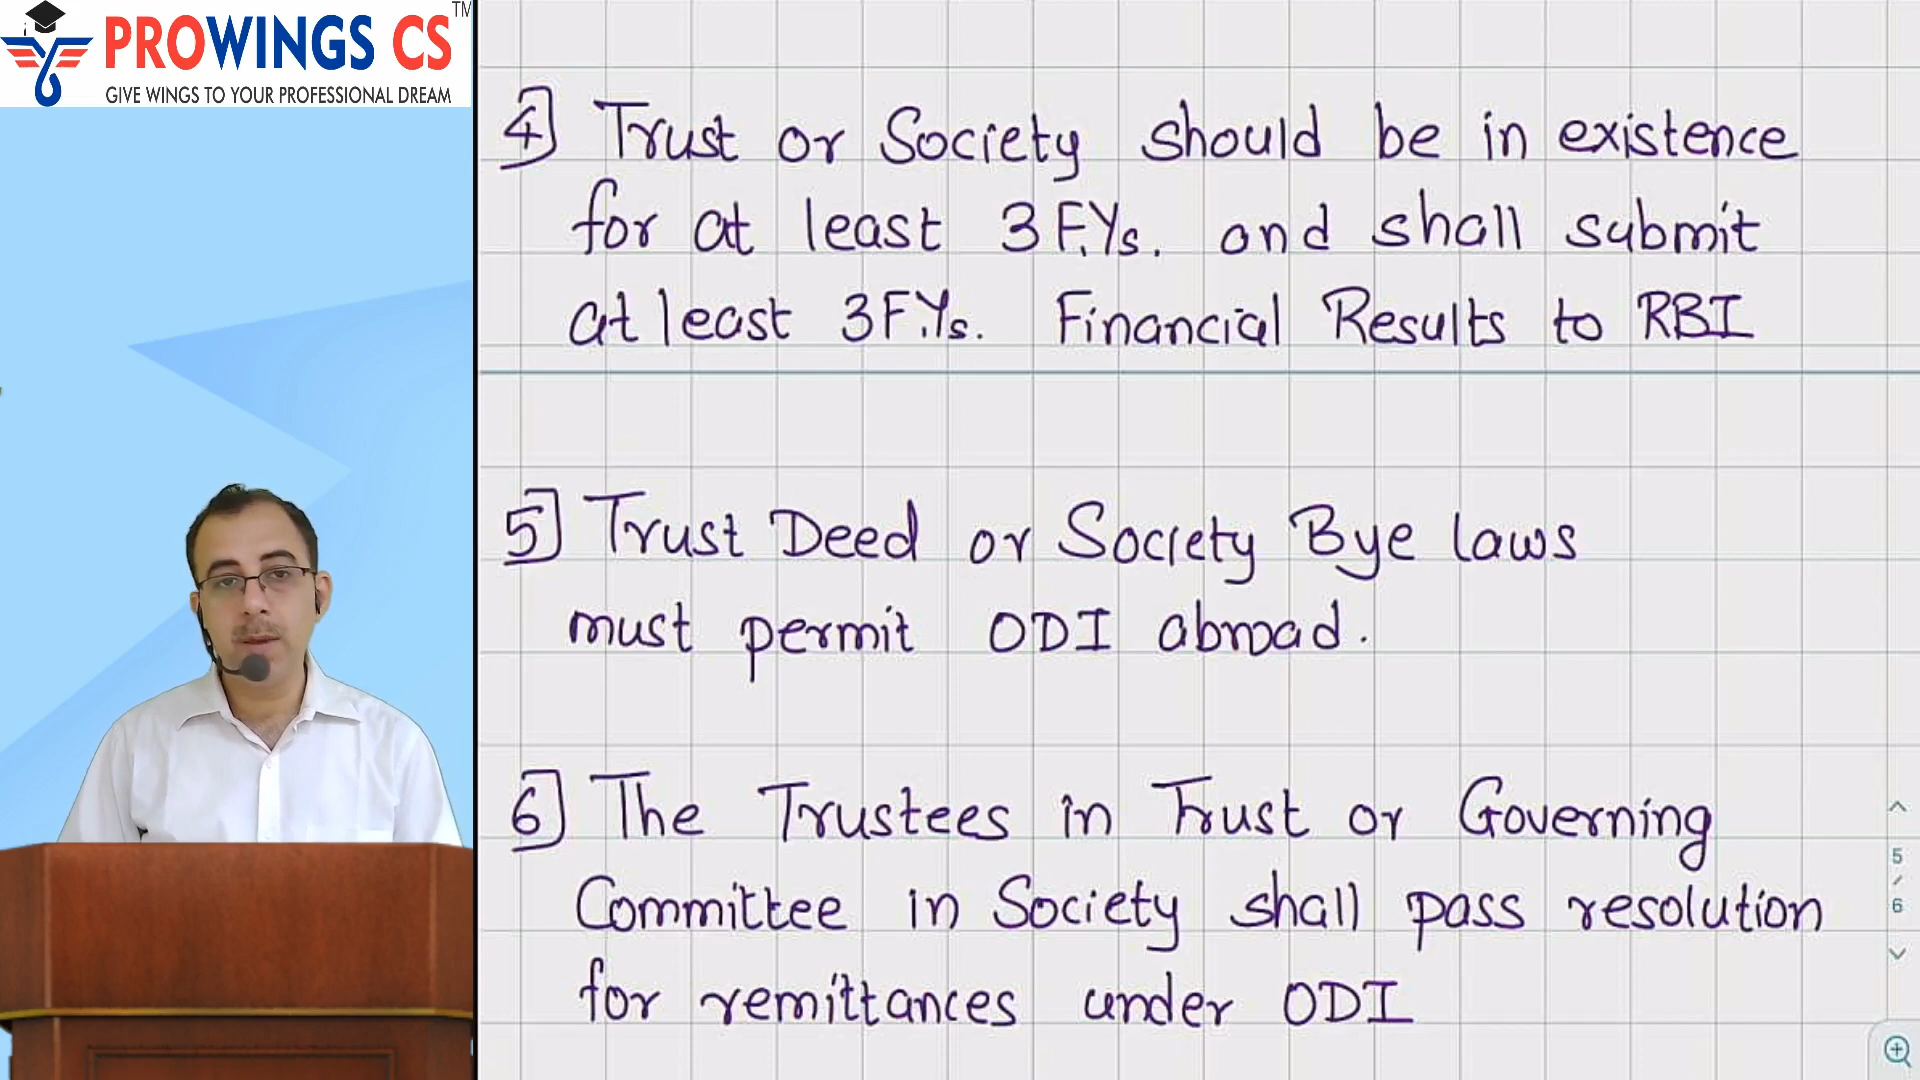 PROWINGS CS TM
GIVE WINGS TO YOUR PROFESSIONAL DREAM
4] Trust or Society should be in existence
for at least 3 F.Ys. and shall submit
at least 3 F.Ys. Financial Results to RBI
5] Trust Deed or Society Bye laws
must permit ODI abroad.
6] The Trustees in Trust or Governing
Committee in Society shall pass resolution
for remittances under ODI
5
/
6